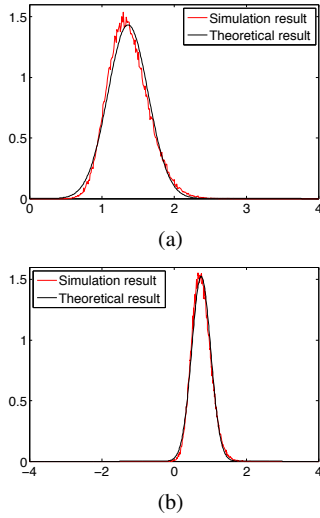 Simulation result
Theoretical result
1.5
1
0.5
0
0 1 2 3 4
(a)
Simulation result
Theoretical result
1.5
1
0.5
0
−4 −2 0 2 4
(b)